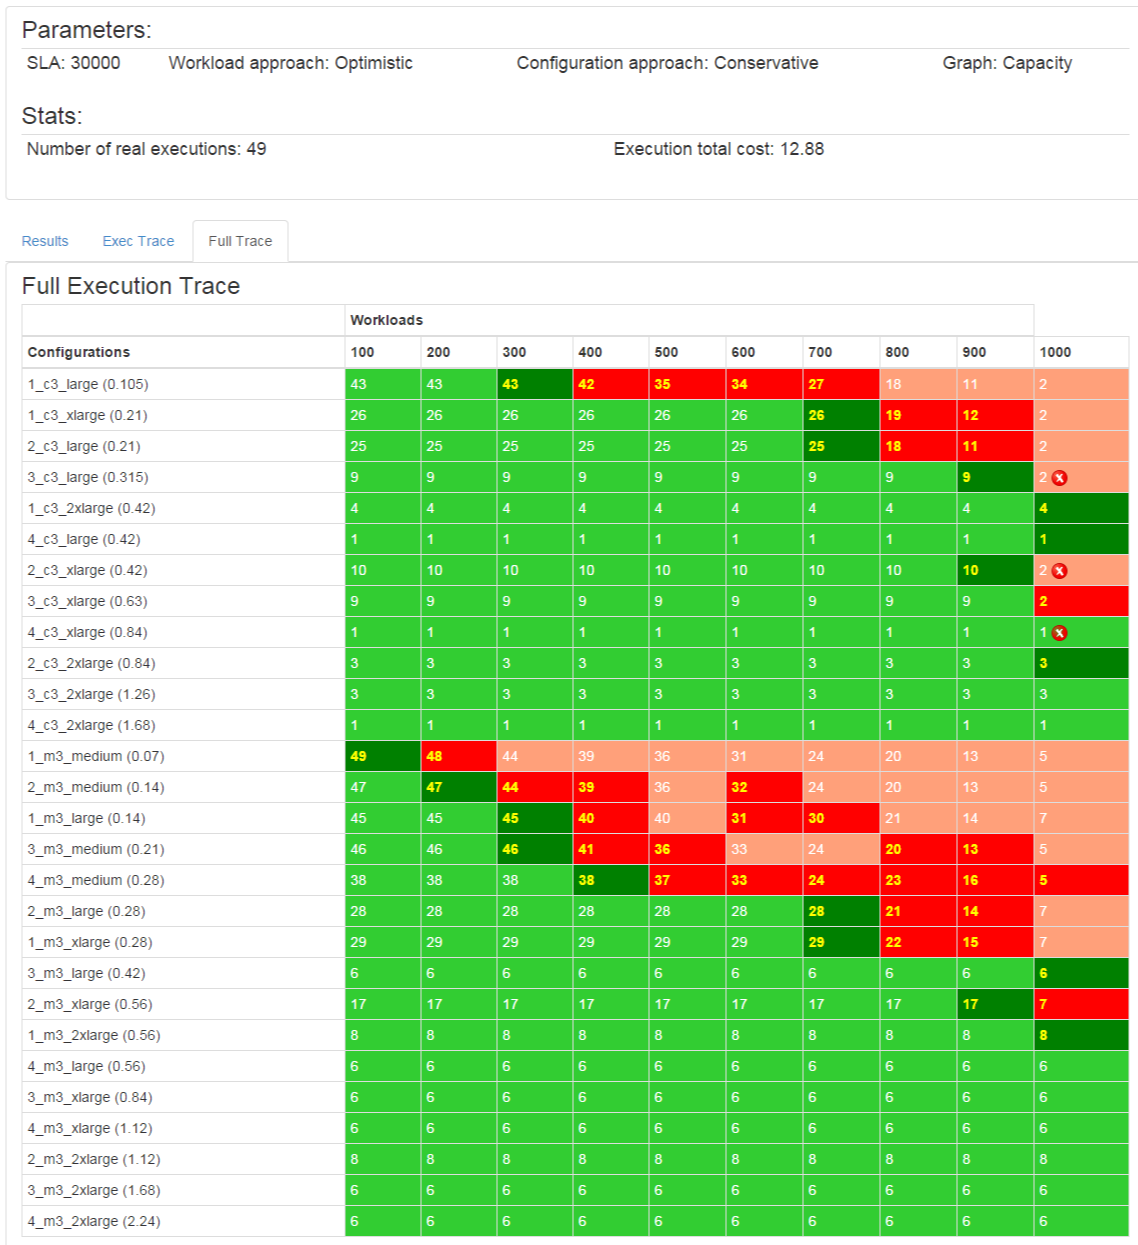 Parameters:
SLA: 30000 Workload approach: Optimistic Configuration approach: Conservative Graph: Capacity
Stats:
Number of real executions: 49 Execution total cost: 12.88
Results Exec Trace Full Trace
Full Execution Trace
Workloads
Configurations 100 200 300 400 500 600 700 800 900 1000
1_c3_large (0.105) 43 43 43 42 35 34 27 18 11 2
1_c3_xlarge (0.21) 26 26 26 26 26 26 26 19 12 2
2_c3_large (0.21) 25 25 25 25 25 25 25 18 11 2
3_c3_large (0.315) 9 9 9 9 9 9 9 9 9 2 x
1_c3_2xlarge (0.42) 4 4 4 4 4 4 4 4 4 4
4_c3_large (0.42) 1 1 1 1 1 1 1 1 1 1
2_c3_xlarge (0.42) 10 10 10 10 10 10 10 10 10 2 x
3_c3_xlarge (0.63) 9 9 9 9 9 9 9 9 9 2
4_c3_xlarge (0.84) 1 1 1 1 1 1 1 1 1 1 x
2_c3_2xlarge (0.84) 3 3 3 3 3 3 3 3 3 3
3_c3_2xlarge (1.26) 3 3 3 3 3 3 3 3 3 3
4_c3_2xlarge (1.68) 1 1 1 1 1 1 1 1 1 1
1_m3_medium (0.07) 49 48 44 39 36 31 24 20 13 5
2_m3_medium (0.14) 47 47 44 39 36 32 24 20 13 5
1_m3_large (0.14) 45 45 45 40 40 31 30 21 14 7
3_m3_medium (0.21) 46 46 46 41 36 33 24 20 13 5
4_m3_medium (0.28) 38 38 38 38 37 33 24 23 16 5
2_m3_large (0.28) 28 28 28 28 28 28 28 21 14 7
1_m3_xlarge (0.28) 29 29 29 29 29 29 29 22 15 7
3_m3_large (0.42) 6 6 6 6 6 6 6 6 6 6
2_m3_xlarge (0.56) 17 17 17 17 17 17 17 17 17 7
1_m3_2xlarge (0.56) 8 8 8 8 8 8 8 8 8 8
4_m3_large (0.56) 6 6 6 6 6 6 6 6 6 6
3_m3_xlarge (0.84) 6 6 6 6 6 6 6 6 6 6
4_m3_xlarge (1.12) 6 6 6 6 6 6 6 6 6 6
2_m3_2xlarge (1.12) 8 8 8 8 8 8 8 8 8 8
3_m3_2xlarge (1.68) 6 6 6 6 6 6 6 6 6 6
4_m3_2xlarge (2.24) 6 6 6 6 6 6 6 6 6 6